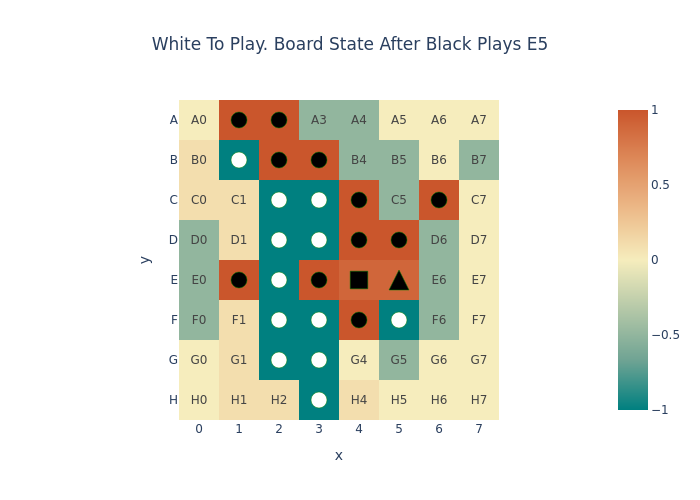 White To Play. Board State After Black Plays E5
A A0 A3 A4 A5 A6 A7
B B0 B4 B5 B6 B7
C C0 C1 C5 C7
D D0 D1 D6 D7
E E0 E6 E7
F F0 F1 F6 F7
G G0 G1 G4 G5 G6 G7
H H0 H1 H2 H4 H5 H6 H7
0 1 2 3 4 5 6 7
x
y
1
0.5
0
−0.5
−1